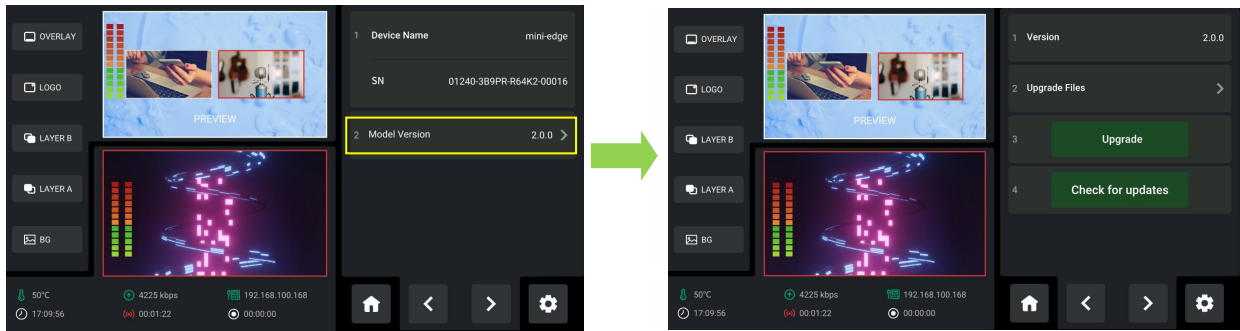 OVERLAY
LOGO
LAYER B
LAYER A
BG
PREVIEW
50°C
4225 kbps
192.168.100.168
17:09:56
00:01:22
00:00:00
1 Device Name mini-edge
SN 01240-3B9PR-R64K2-00016
2 Model Version 2.0.0
OVERLAY
LOGO
LAYER B
LAYER A
BG
PREVIEW
50°C
4225 kbps
192.168.100.168
17:09:56
00:01:22
00:00:00
1 Version 2.0.0
2 Upgrade Files
3 Upgrade
4 Check for updates